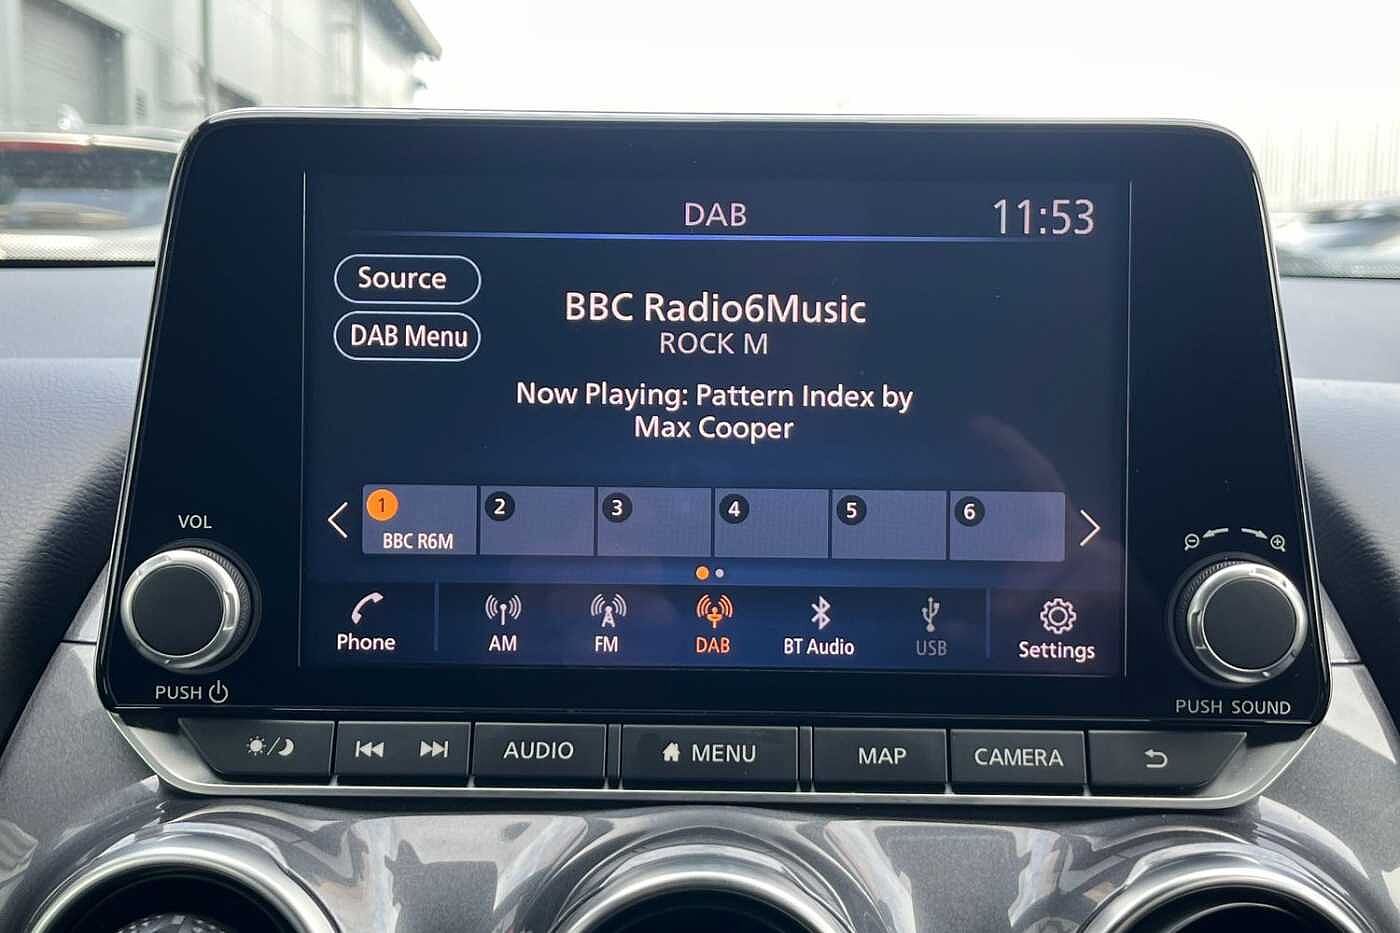 DAB
11:53
Source
DAB Menu
BBC Radio6Music
ROCK M
Now Playing: Pattern Index by
Max Cooper
1
2
3
4
5
6
BBC R6M
Phone
AM
FM
DAB
BT Audio
USB
Settings
VOL
PUSH
PUSH SOUND
AUDIO
MENU
MAP
CAMERA